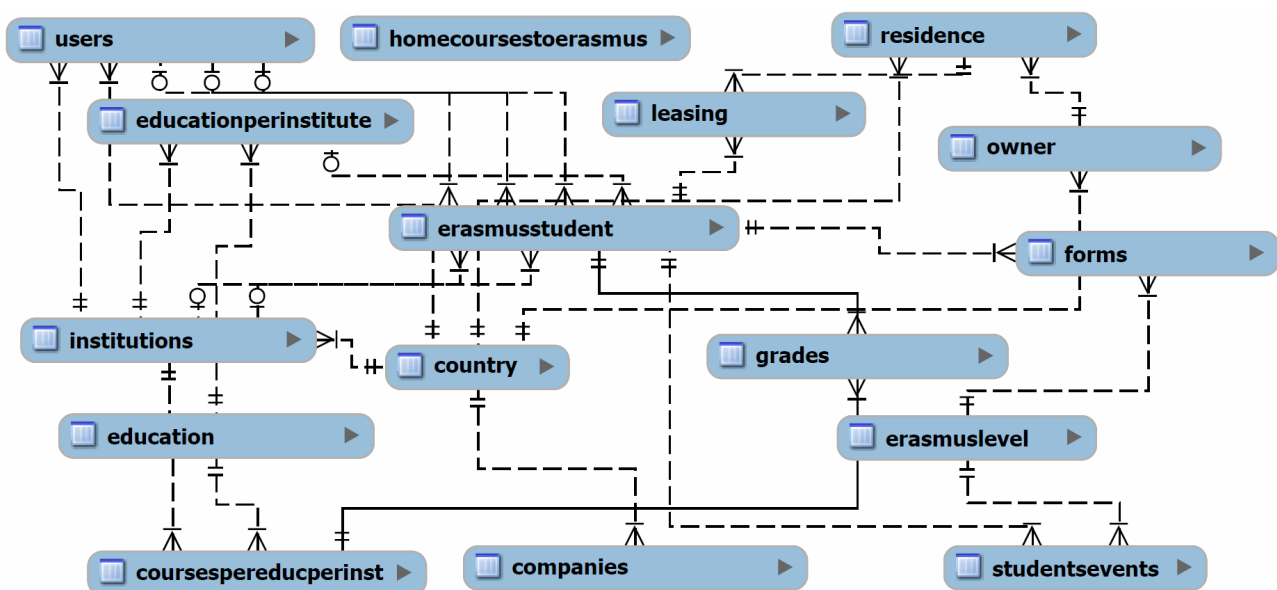 users
homecoursestoerasmus
residence
educationperinstitute
leasing
owner
erasmusstudent
forms
institutions
country
grades
education
erasmuslevel
coursespereducperinst
companies
studentsevents